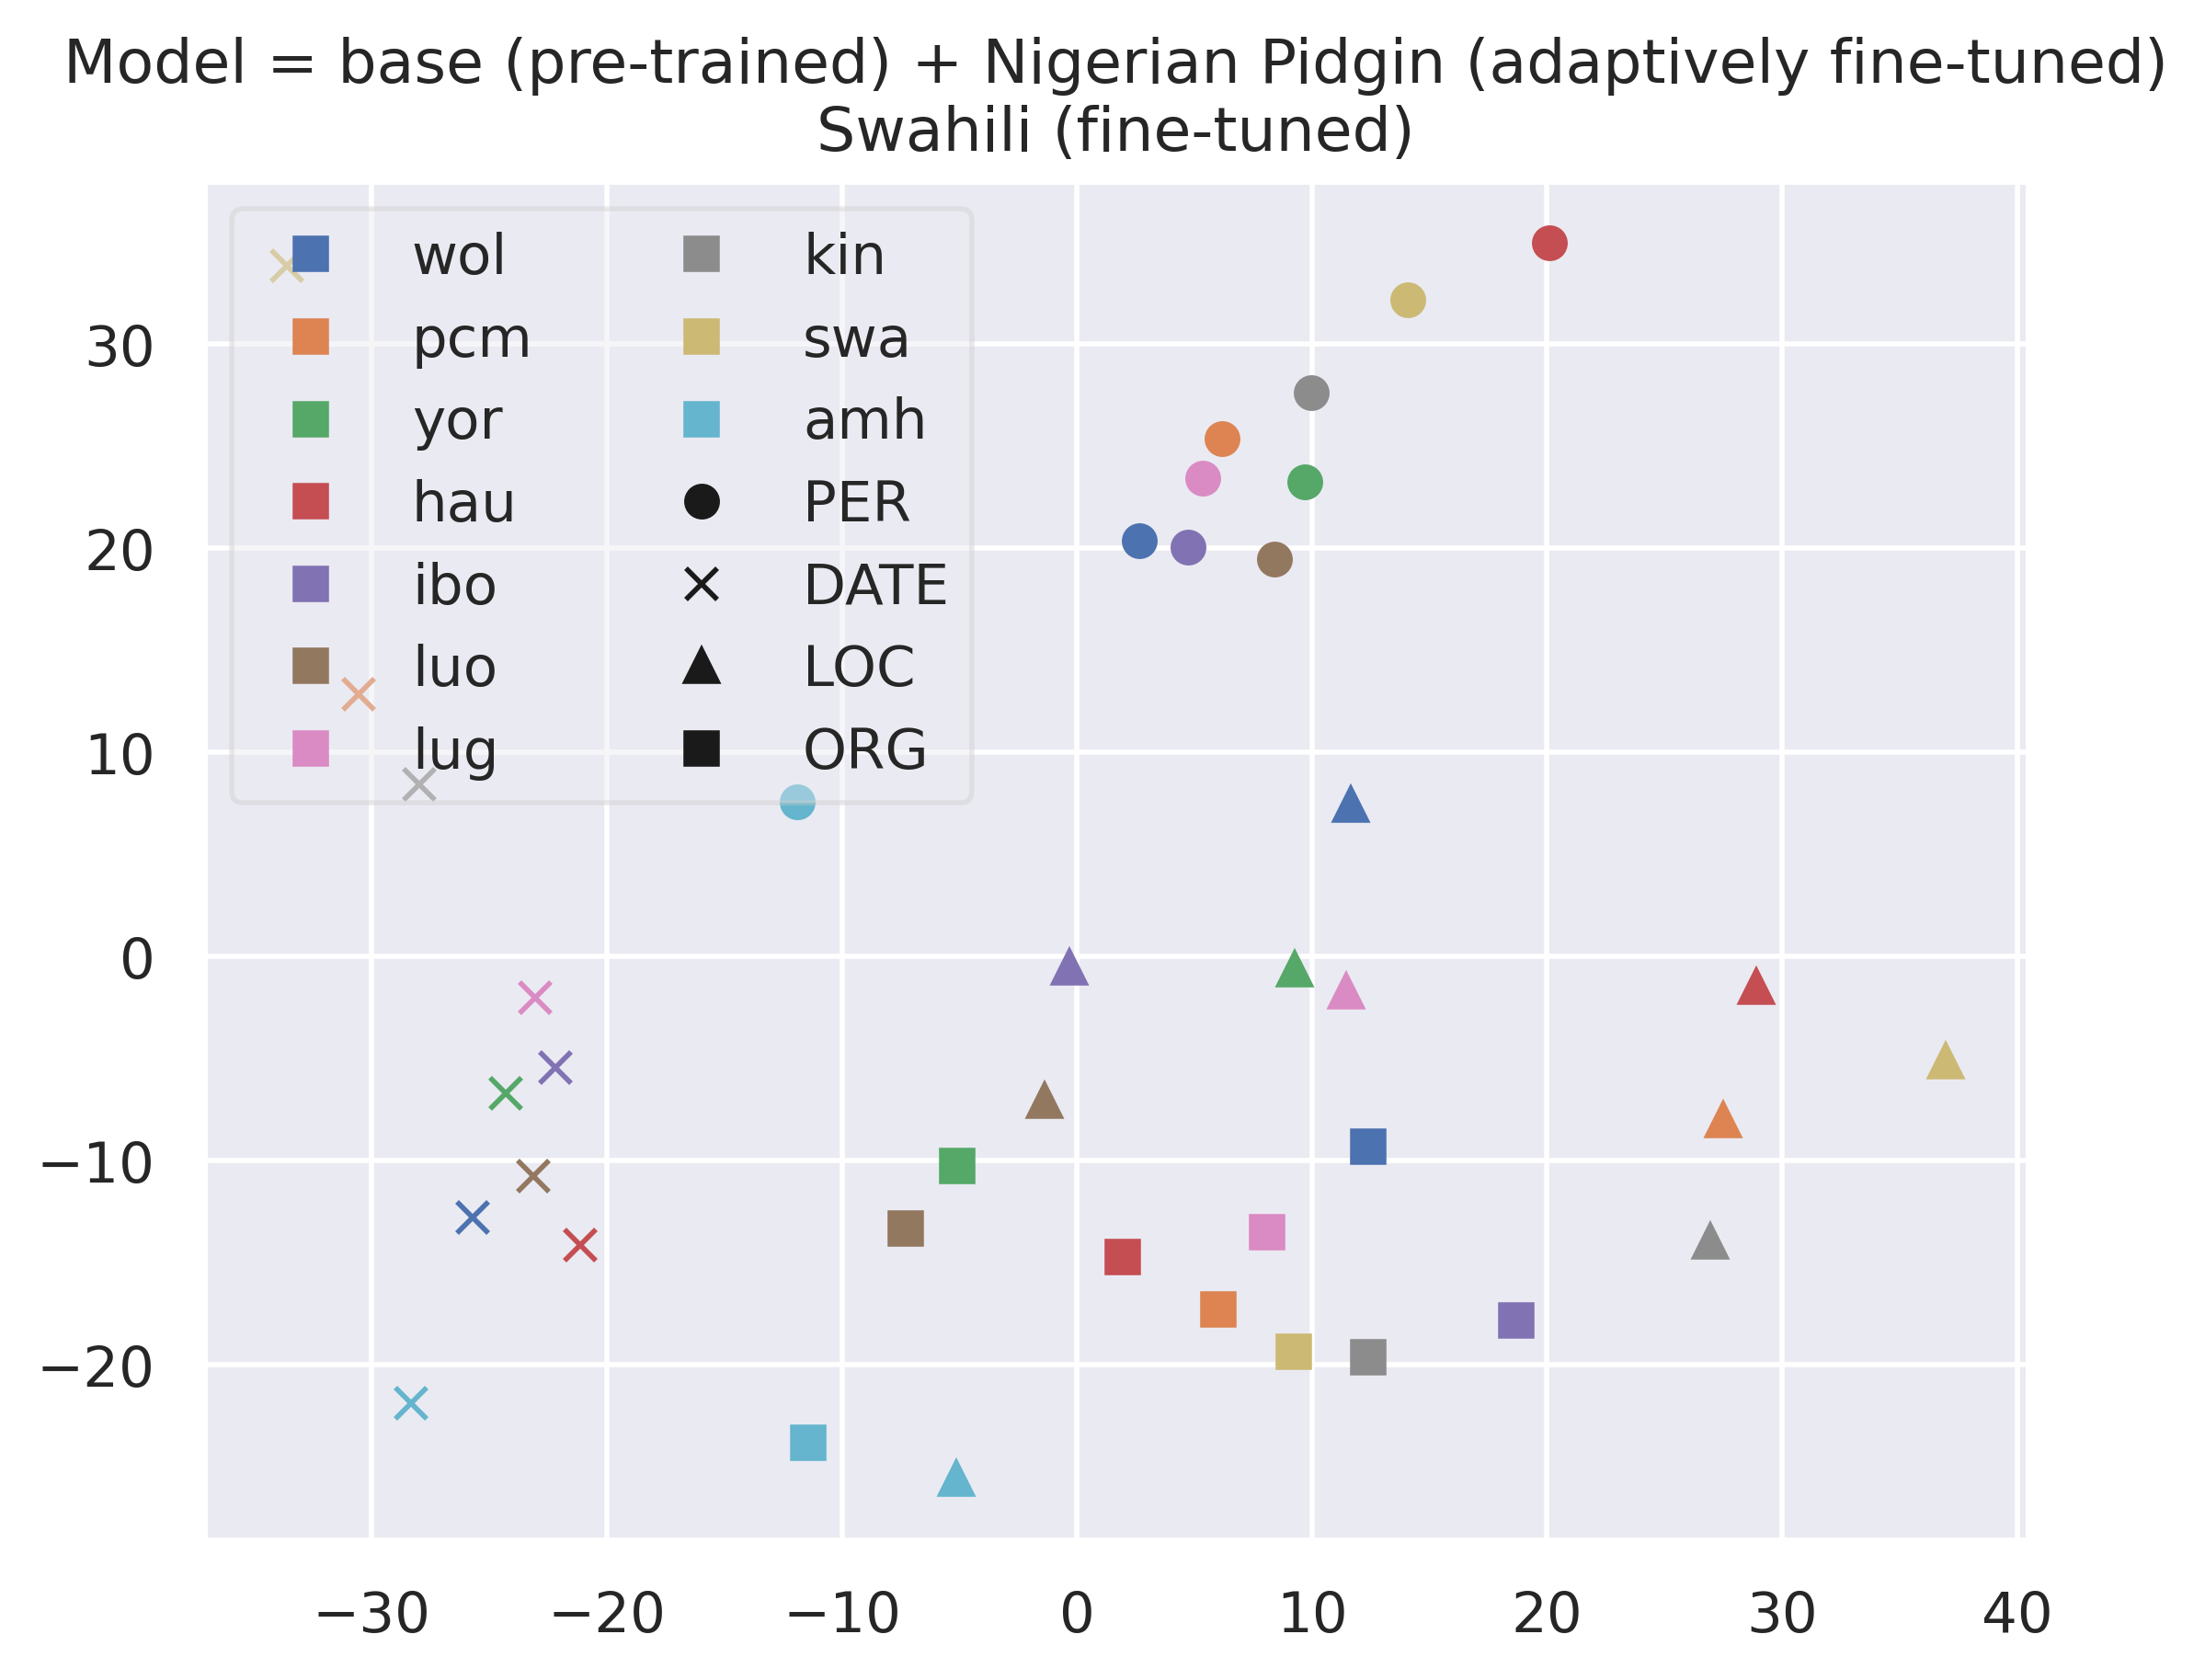 Model = base (pre-trained) + Nigerian Pidgin (adaptively fine-tuned)
Swahili (fine-tuned)
wol
pcm
yor
hau
ibo
luo
lug
kin
swa
amh
PER
DATE
LOC
ORG
30
20
10
0
−10
−20
−30
−20
−10
0
10
20
30
40